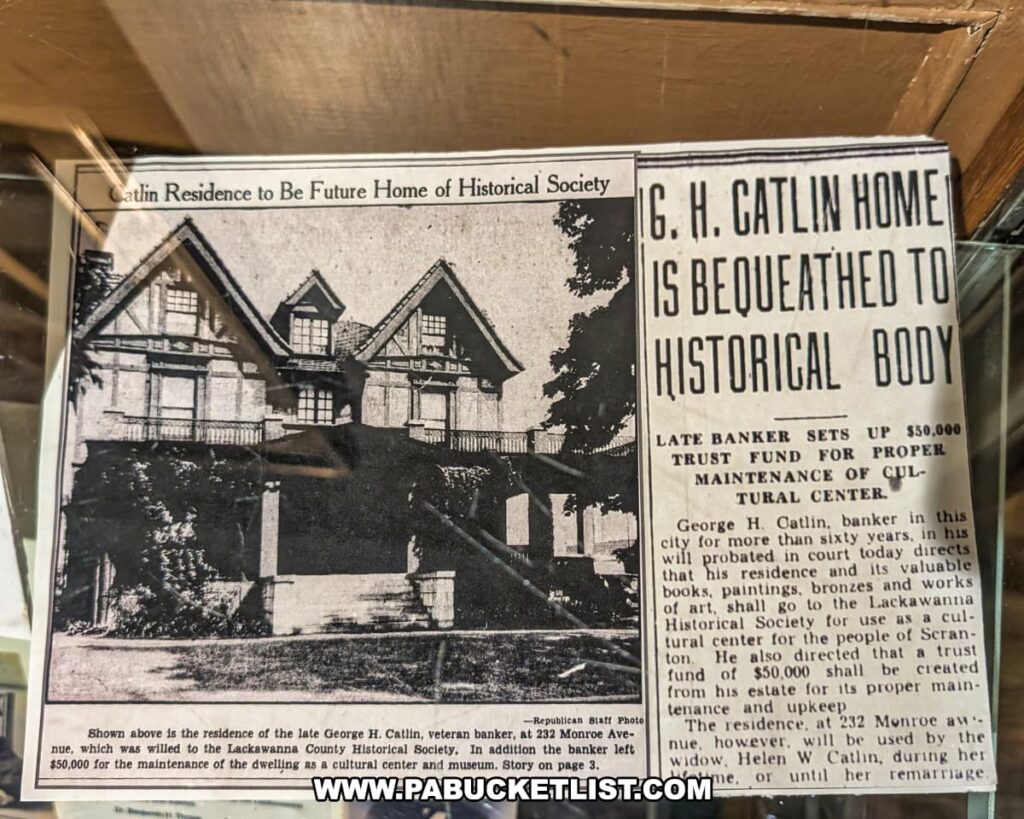 Catlin Residence to Be Future Home of Historical Society
—Republican Staff Photo
Shown above is the residence of the late George H. Catlin, veteran banker, at 232 Monroe Ave-
nue, which was willed to the Lackawanna County Historical Society. In addition the banker left
$50,000 for the maintenance of the dwelling as a cultural center and museum. Story on page 3.
G. H. CATLIN HOME
IS BEQUEATHED TO
HISTORICAL BODY
LATE BANKER SETS UP $50,000
TRUST FUND FOR PROPER
MAINTENANCE OF CUL-
TURAL CENTER.
George H. Catlin, banker in this
city for more than sixty years, in his
will probated in court today directs
that his residence and its valuable
books, paintings, bronzes and works
of art, shall go to the Lackawanna
Historical Society for use as a cul-
tural center for the people of Scran-
ton. He also directed that a trust
fund of $50,000 shall be created
from his estate for its proper main-
tenance and upkeep
The residence, at 232 Monroe ave-
nue, however, will be used by the
widow, Helen W Catlin, during her
lifetime, or until her remarriage.
WWW.PABUCKETLIST.COM